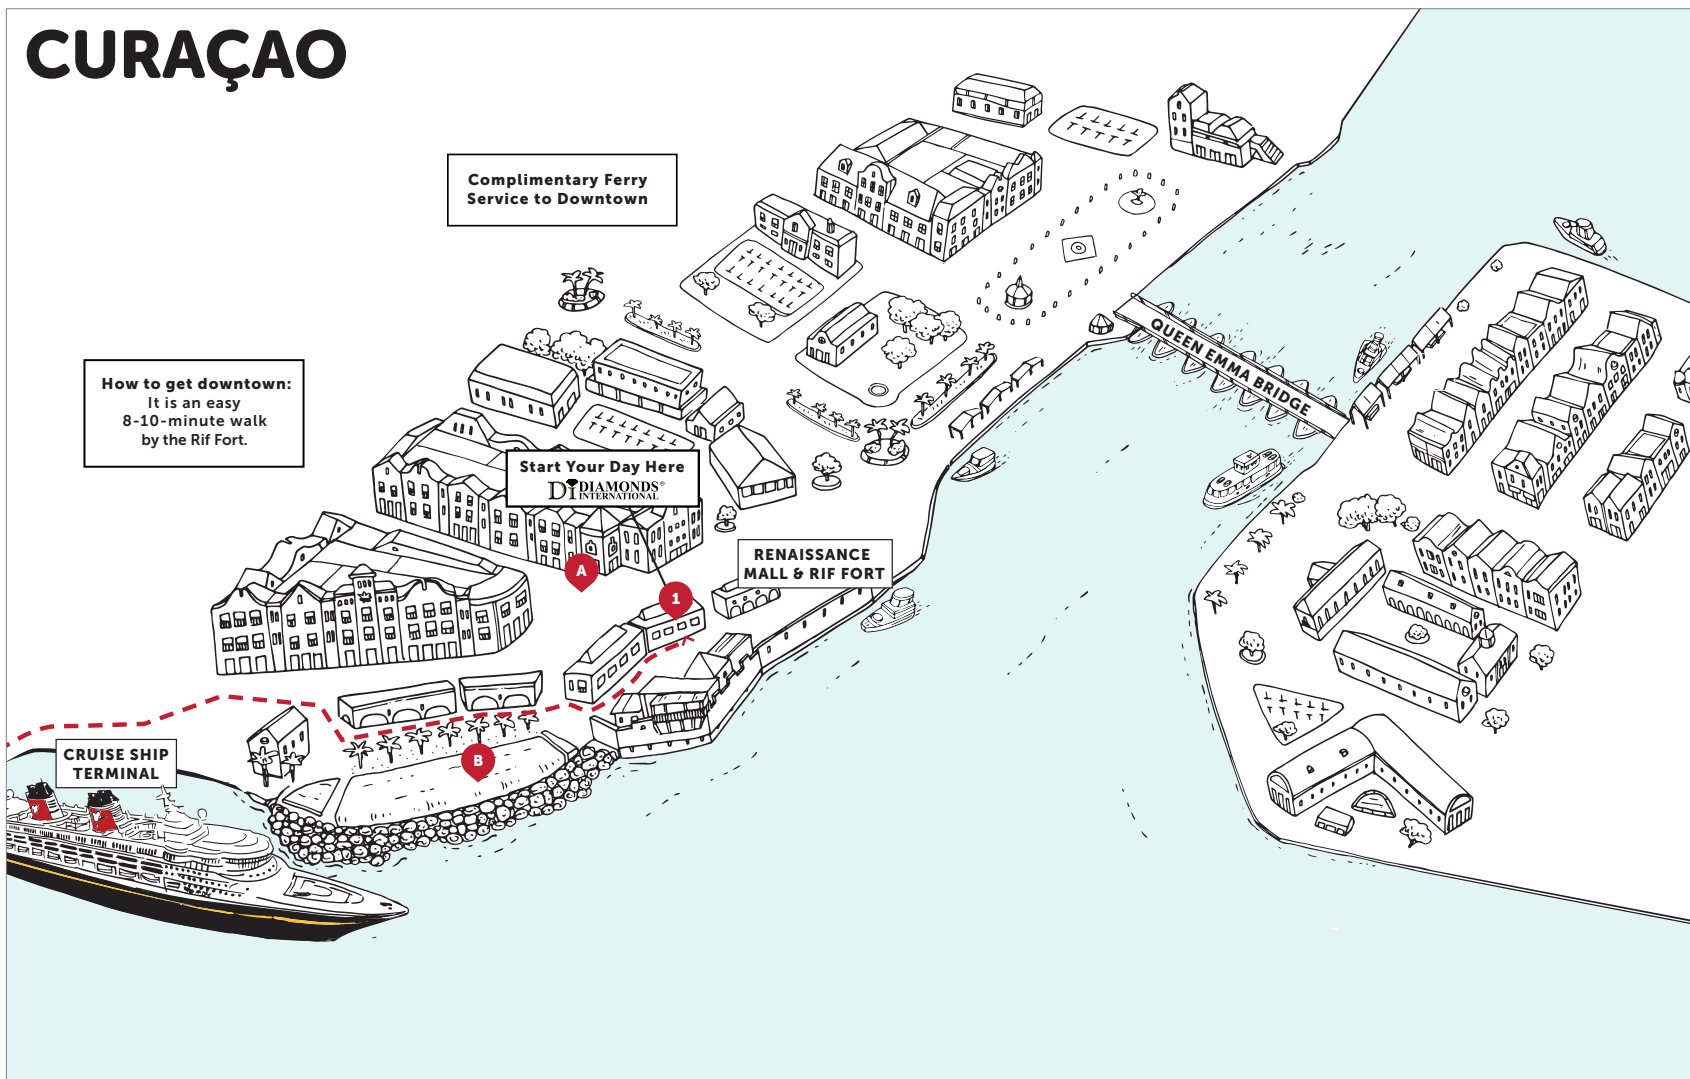 CURAÇAO
Complimentary Ferry
Service to Downtown
How to get downtown:
It is an easy
8-10-minute walk
by the Rif Fort.
Start Your Day Here
DI DIAMONDS®
INTERNATIONAL
QUEEN EMMA BRIDGE
RENAISSANCE
MALL & RIF FORT
A
1
B
CRUISE SHIP
TERMINAL